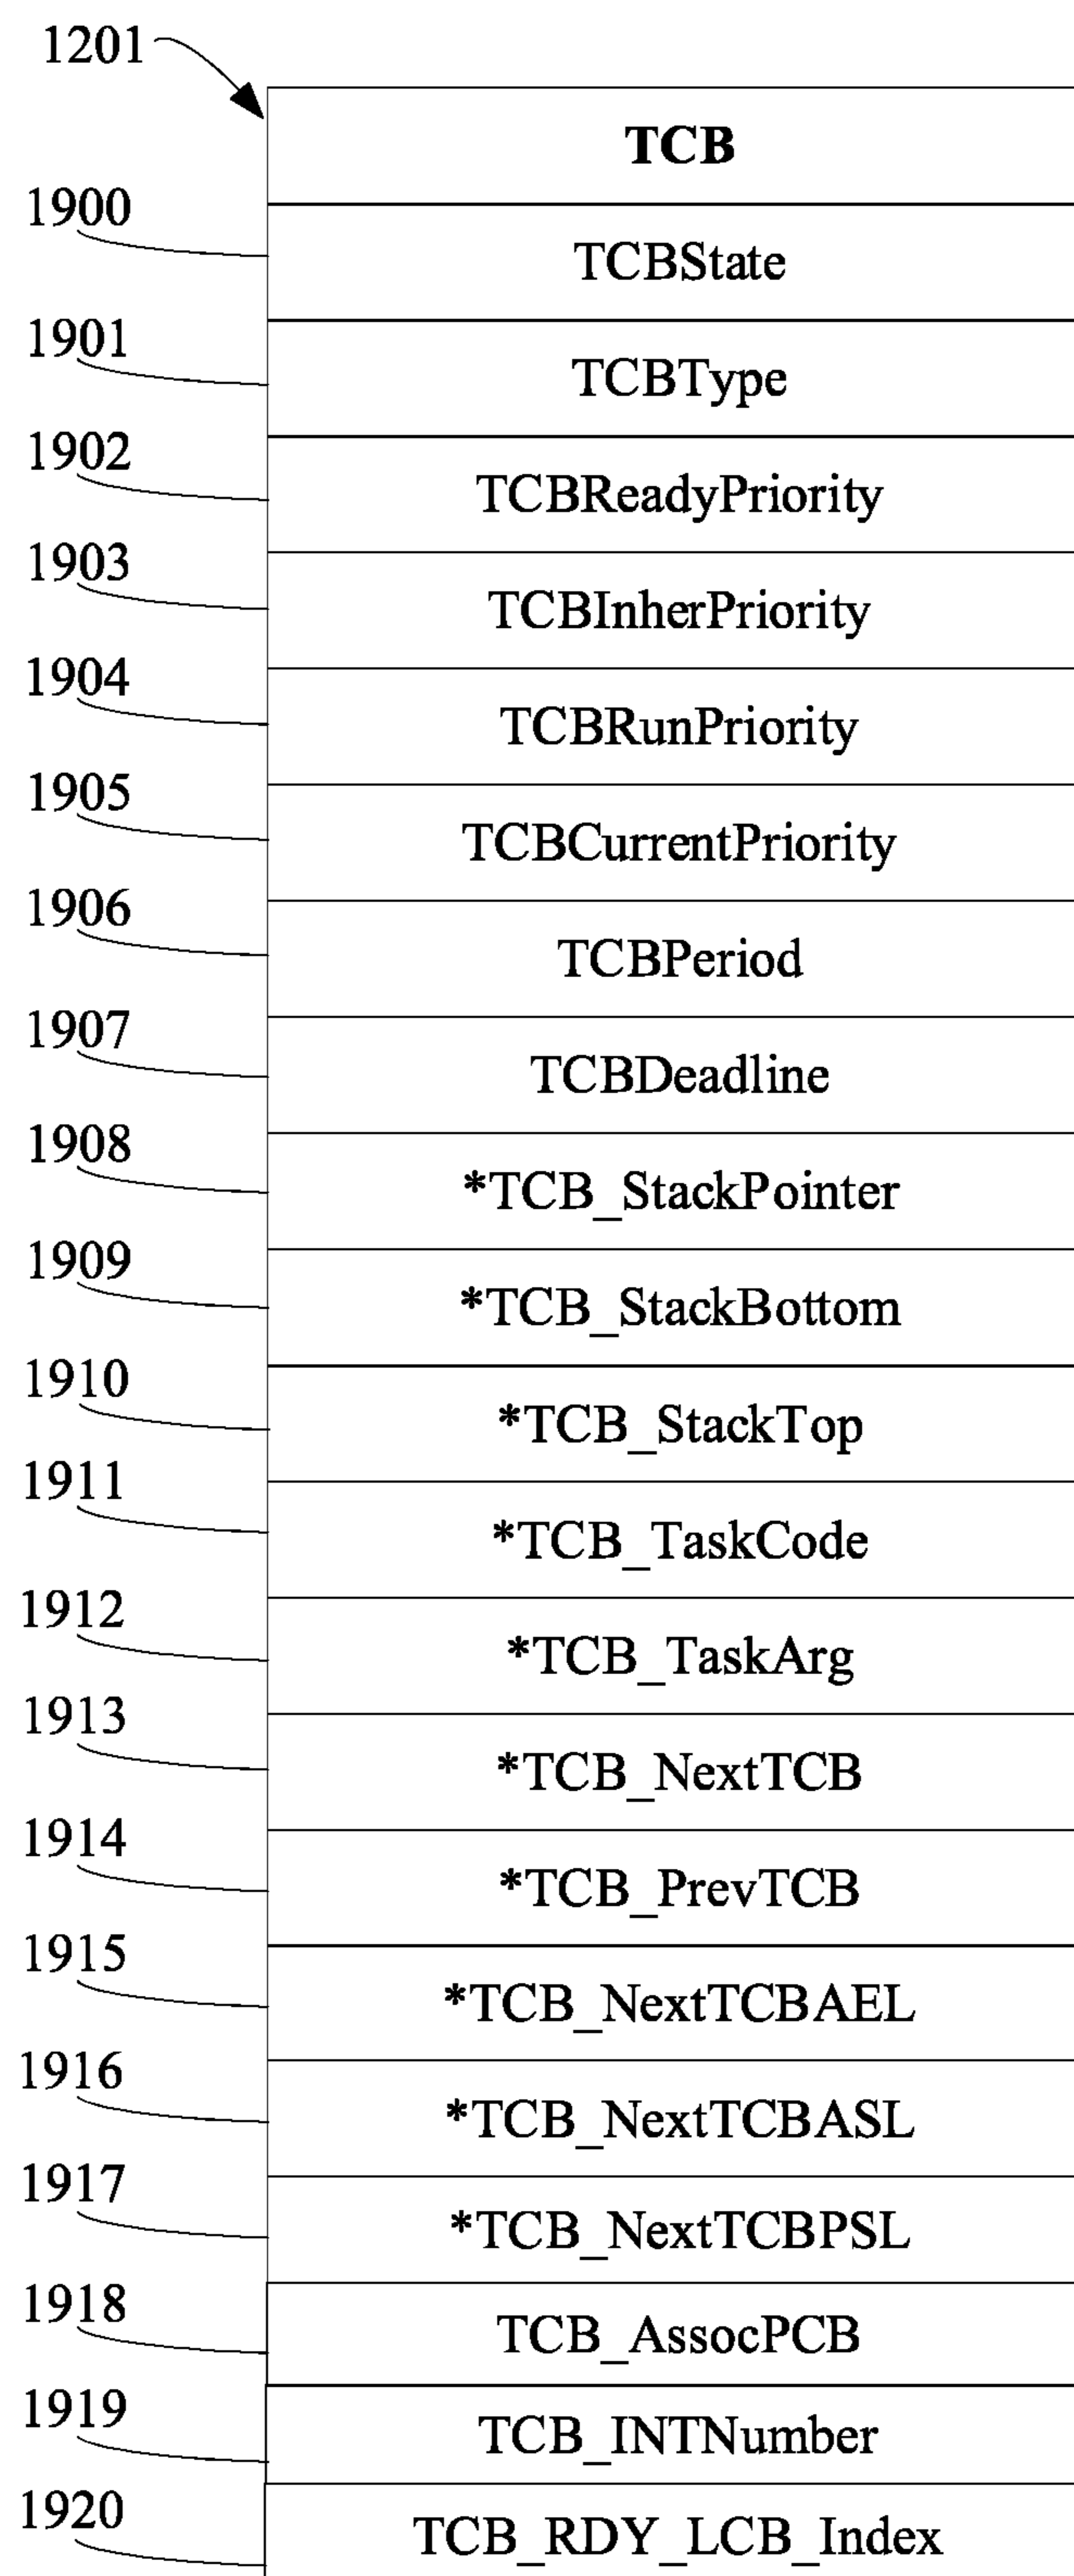 1201
TCB
1900
TCBState
1901
TCBType
1902
TCBReadyPriority
1903
TCBInherPriority
1904
TCBRunPriority
1905
TCBCurrentPriority
1906
TCBPeriod
1907
TCBDeadline
1908
*TCB_StackPointer
1909
*TCB_StackBottom
1910
*TCB_StackTop
1911
*TCB_TaskCode
1912
*TCB_TaskArg
1913
*TCB_NextTCB
1914
*TCB_PrevTCB
1915
*TCB_NextTCBAEL
1916
*TCB_NextTCBASL
1917
*TCB_NextTCBPSL
1918
TCB_AssocPCB
1919
TCB_INTNumber
1920
TCB_RDY_LCB_Index